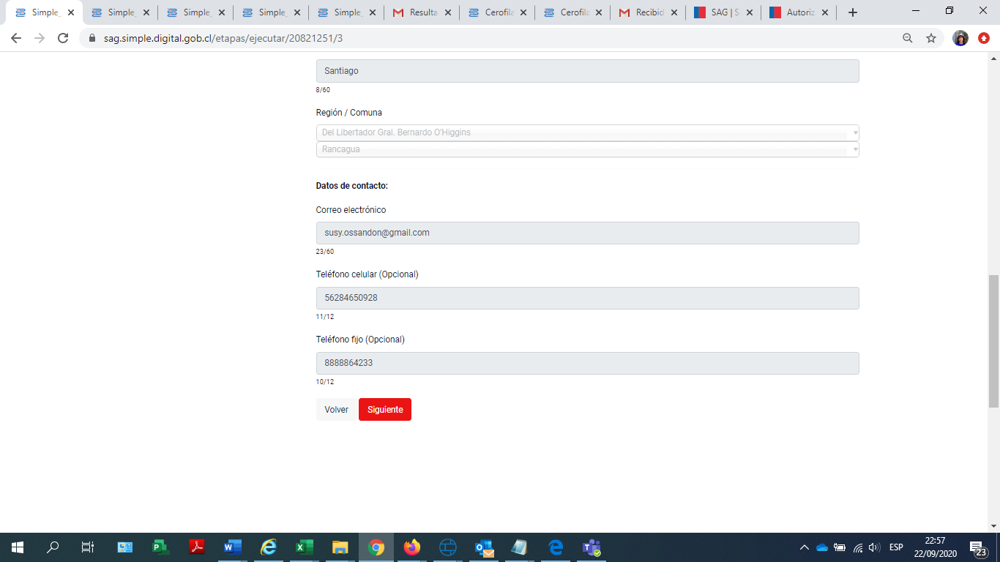 Simple_
Simple_
Simple_
Simple_
Simple_
Resulta
Cerofila
Cerofila
Recibid
SAG | S
Autoriz
sag.simple.digital.gob.cl/etapas/ejecutar/20821251/3
Santiago
8/60
Región / Comuna
Del Libertador Gral. Bernardo O'Higgins
Rancagua
Datos de contacto:
Correo electrónico
susy.ossandon@gmail.com
23/60
Teléfono celular (Opcional)
56284650928
11/12
Teléfono fijo (Opcional)
8888864233
10/12
Volver
Siguiente
ESP
22:57
22/09/2020
23